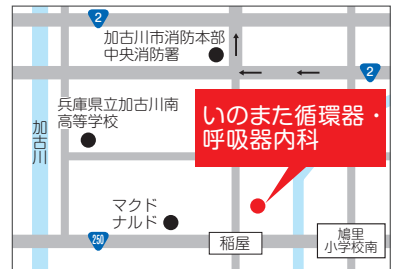 2
加古川市消防本部
中央消防署
2
兵庫県立加古川南
高等学校
いのまた循環器・
呼吸器内科
加古川
マクド
ナルド
250
稲屋
鳩里
小学校南